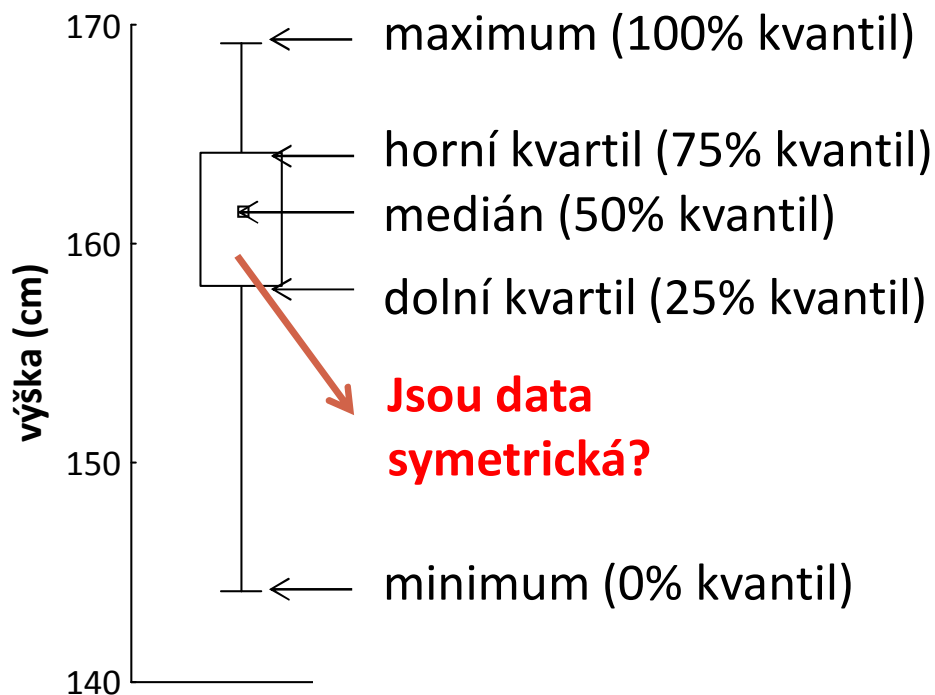 170
maximum (100% kvantil)
horní kvartil (75% kvantil)
medián (50% kvantil)
160
dolní kvartil (25% kvantil)
výška (cm)
Jsou data
symetrická?
150
minimum (0% kvantil)
140